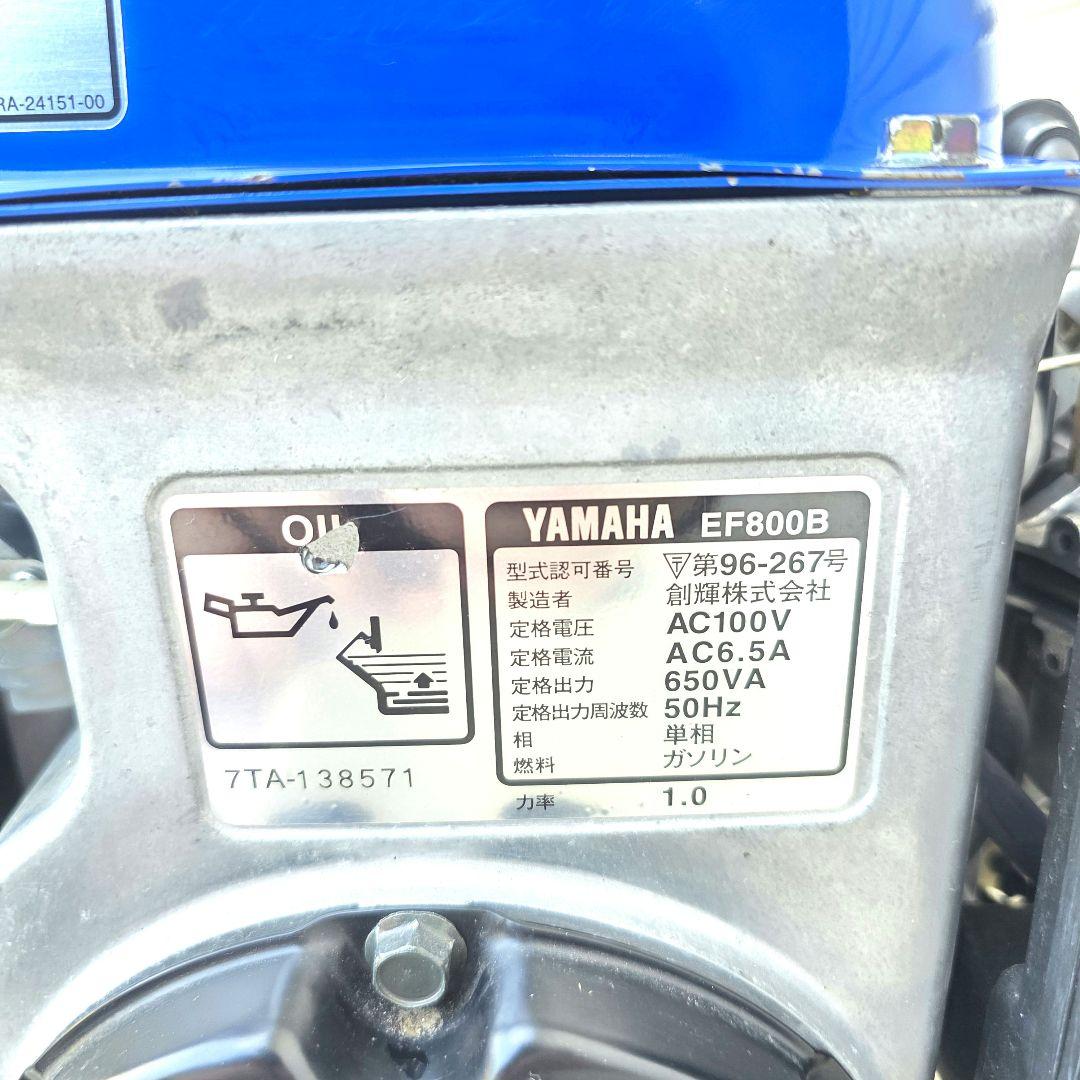 RA-24151-00
YAMAHA EF800B
型式認可番号 第96-267号
製造者 創輝株式会社
定格電圧 AC100V
定格電流 AC6.5A
定格出力 650VA
定格出力周波数 50Hz
相 単相
燃料 ガソリン
力率 1.0
7TA-138571